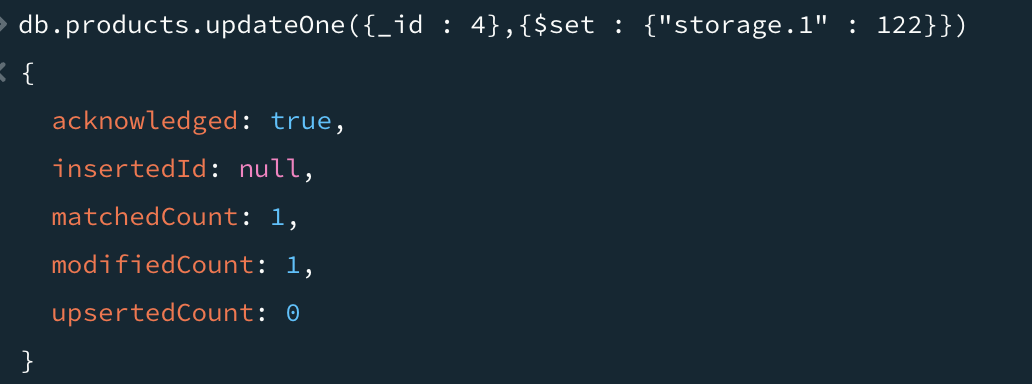 db.products.updateOne({_id : 4},{$set : {"storage.1" : 122}})
{
acknowledged: true,
insertedId: null,
matchedCount: 1,
modifiedCount: 1,
upsertedCount: 0
}